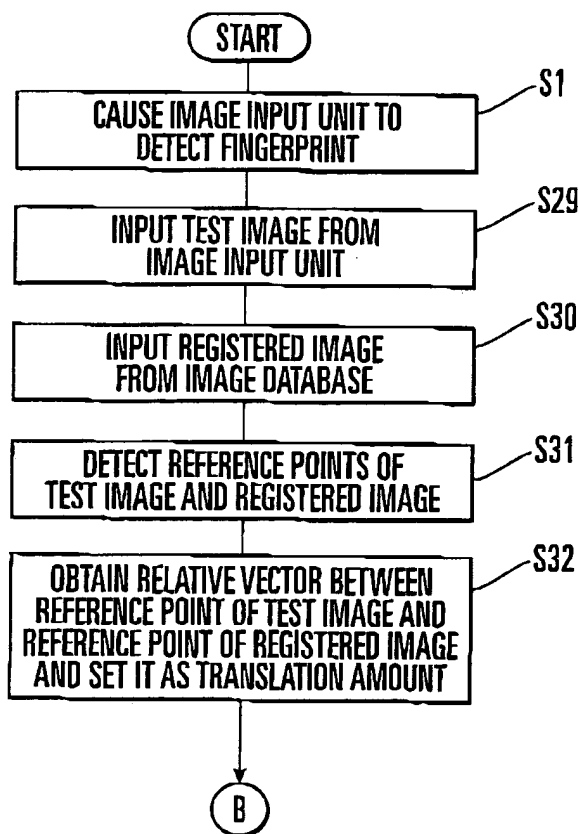 START
S1
CAUSE IMAGE INPUT UNIT TO
DETECT FINGERPRINT
S29
INPUT TEST IMAGE FROM
IMAGE INPUT UNIT
S30
INPUT REGISTERED IMAGE
FROM IMAGE DATABASE
S31
DETECT REFERENCE POINTS OF
TEST IMAGE AND REGISTERED IMAGE
S32
OBTAIN RELATIVE VECTOR BETWEEN
REFERENCE POINT OF TEST IMAGE AND
REFERENCE POINT OF REGISTERED IMAGE
AND SET IT AS TRANSLATION AMOUNT
B